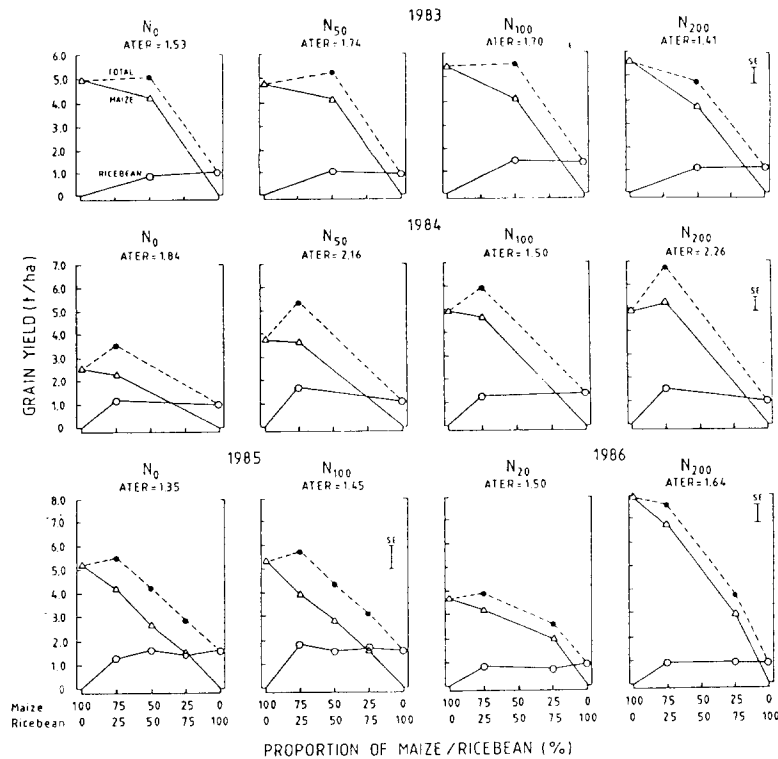 1983
N0 N50 N100 N200
ATER = 1.53 ATER = 1.74 ATER = 1.70 ATER = 1.41
6.0
5.0
4.0
3.0
2.0
1.0
0
TOTAL
MAIZE
RICEBEAN
SE
1984
N0 N50 N100 N200
ATER = 1.84 ATER = 2.16 ATER = 1.50 ATER = 2.26
7.0
6.0
5.0
4.0
3.0
2.0
1.0
0
SE
GRAIN YIELD (t/ha)
1985 1986
N0 N100 N20 N200
ATER = 1.35 ATER = 1.45 ATER = 1.50 ATER = 1.64
8.0
7.0
6.0
5.0
4.0
3.0
2.0
1.0
0
SE
SE
Maize 100 75 50 25 0 100 75 50 25 0 100 75 50 25 0 100 75 50 25 0
Ricebean 0 25 50 75 100 0 25 50 75 100 0 25 50 75 100 0 25 50 75 100
PROPORTION OF MAIZE/RICEBEAN (%)